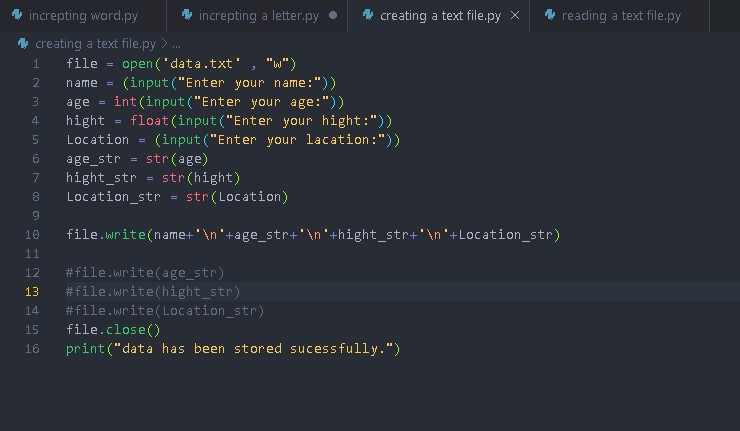 increpting word.py increpting a letter.py creating a text file.py reading a text file.py
creating a text file.py > ...
1 file = open('data.txt' , "w")
2 name = (input("Enter your name:"))
3 age = int(input("Enter your age:"))
4 hight = float(input("Enter your hight:"))
5 Location = (input("Enter your lacation:"))
6 age_str = str(age)
7 hight_str = str(hight)
8 Location_str = str(Location)
9
10 file.write(name+'\n'+age_str+'\n'+hight_str+'\n'+Location_str)
11
12 #file.write(age_str)
13 #file.write(hight_str)
14 #file.write(Location_str)
15 file.close()
16 print("data has been stored sucessfully.")